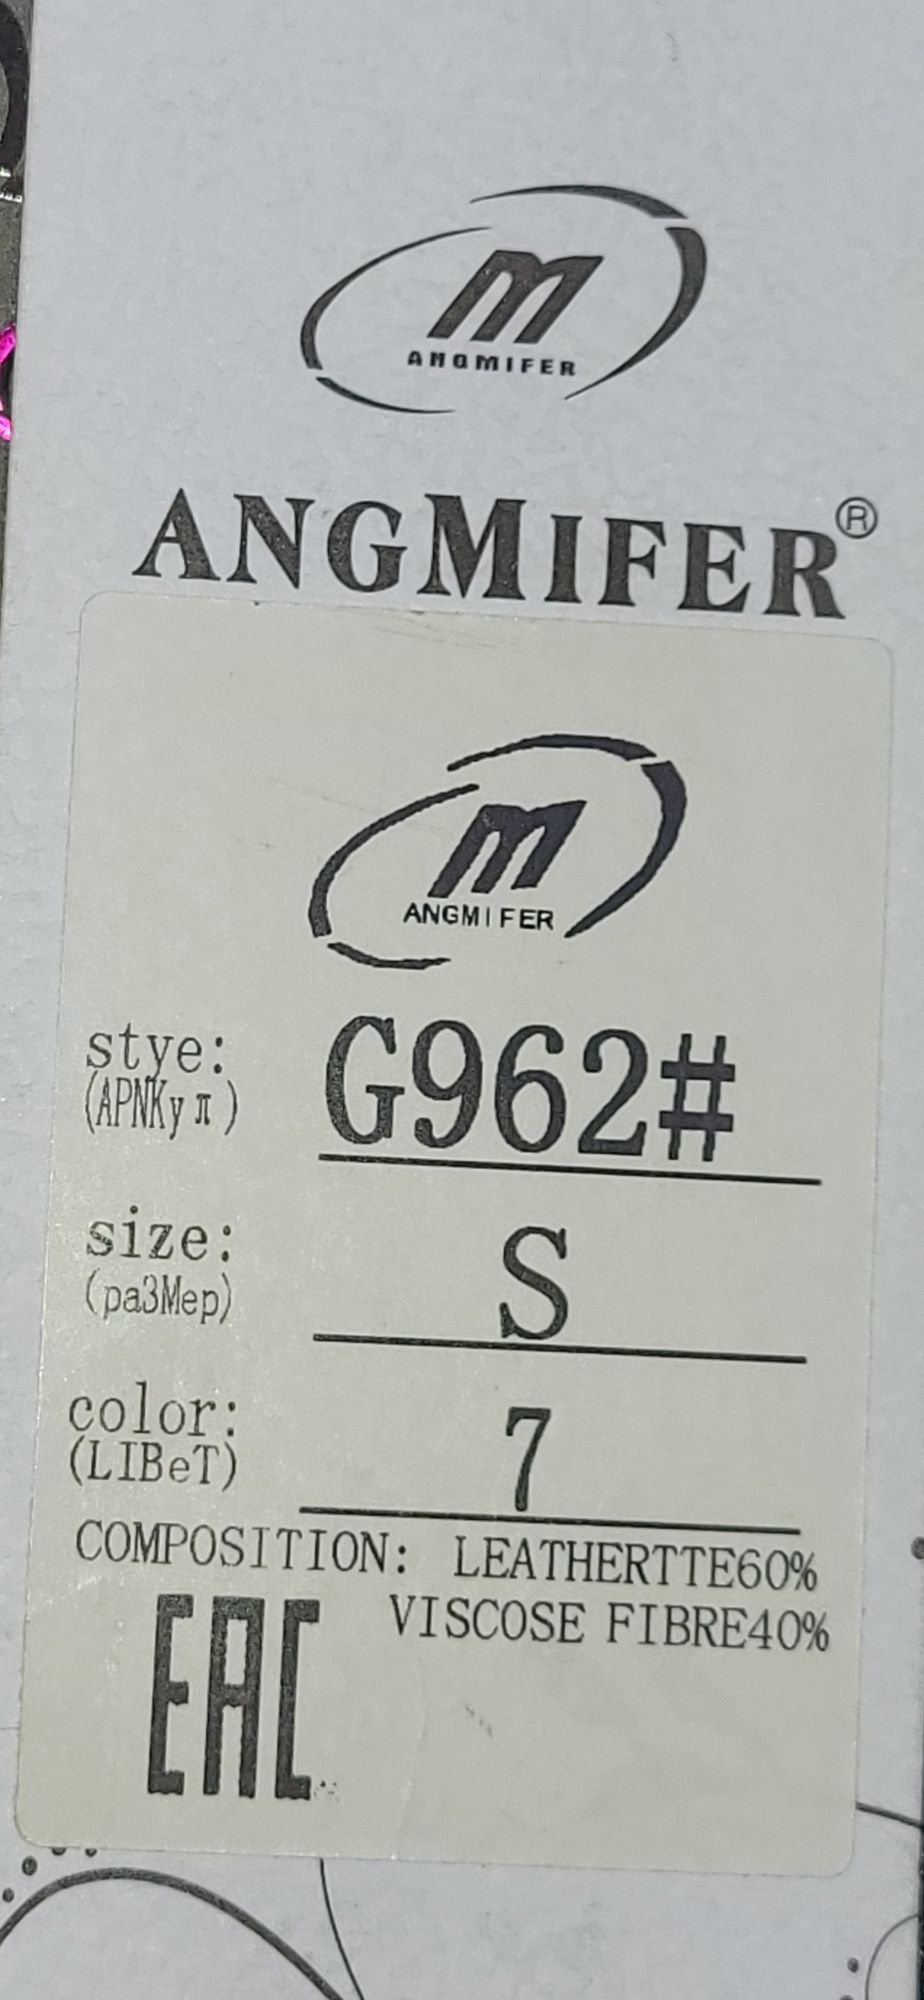 ANGMIFER
ANGMIFER®
ANGMIFER
stye: G962#
(APNKyπ)
size: S
(pa3Mep)
color: 7
(LIBeT)
COMPOSITION: LEATHERTTE60%
VISCOSE FIBRE40%
EAC